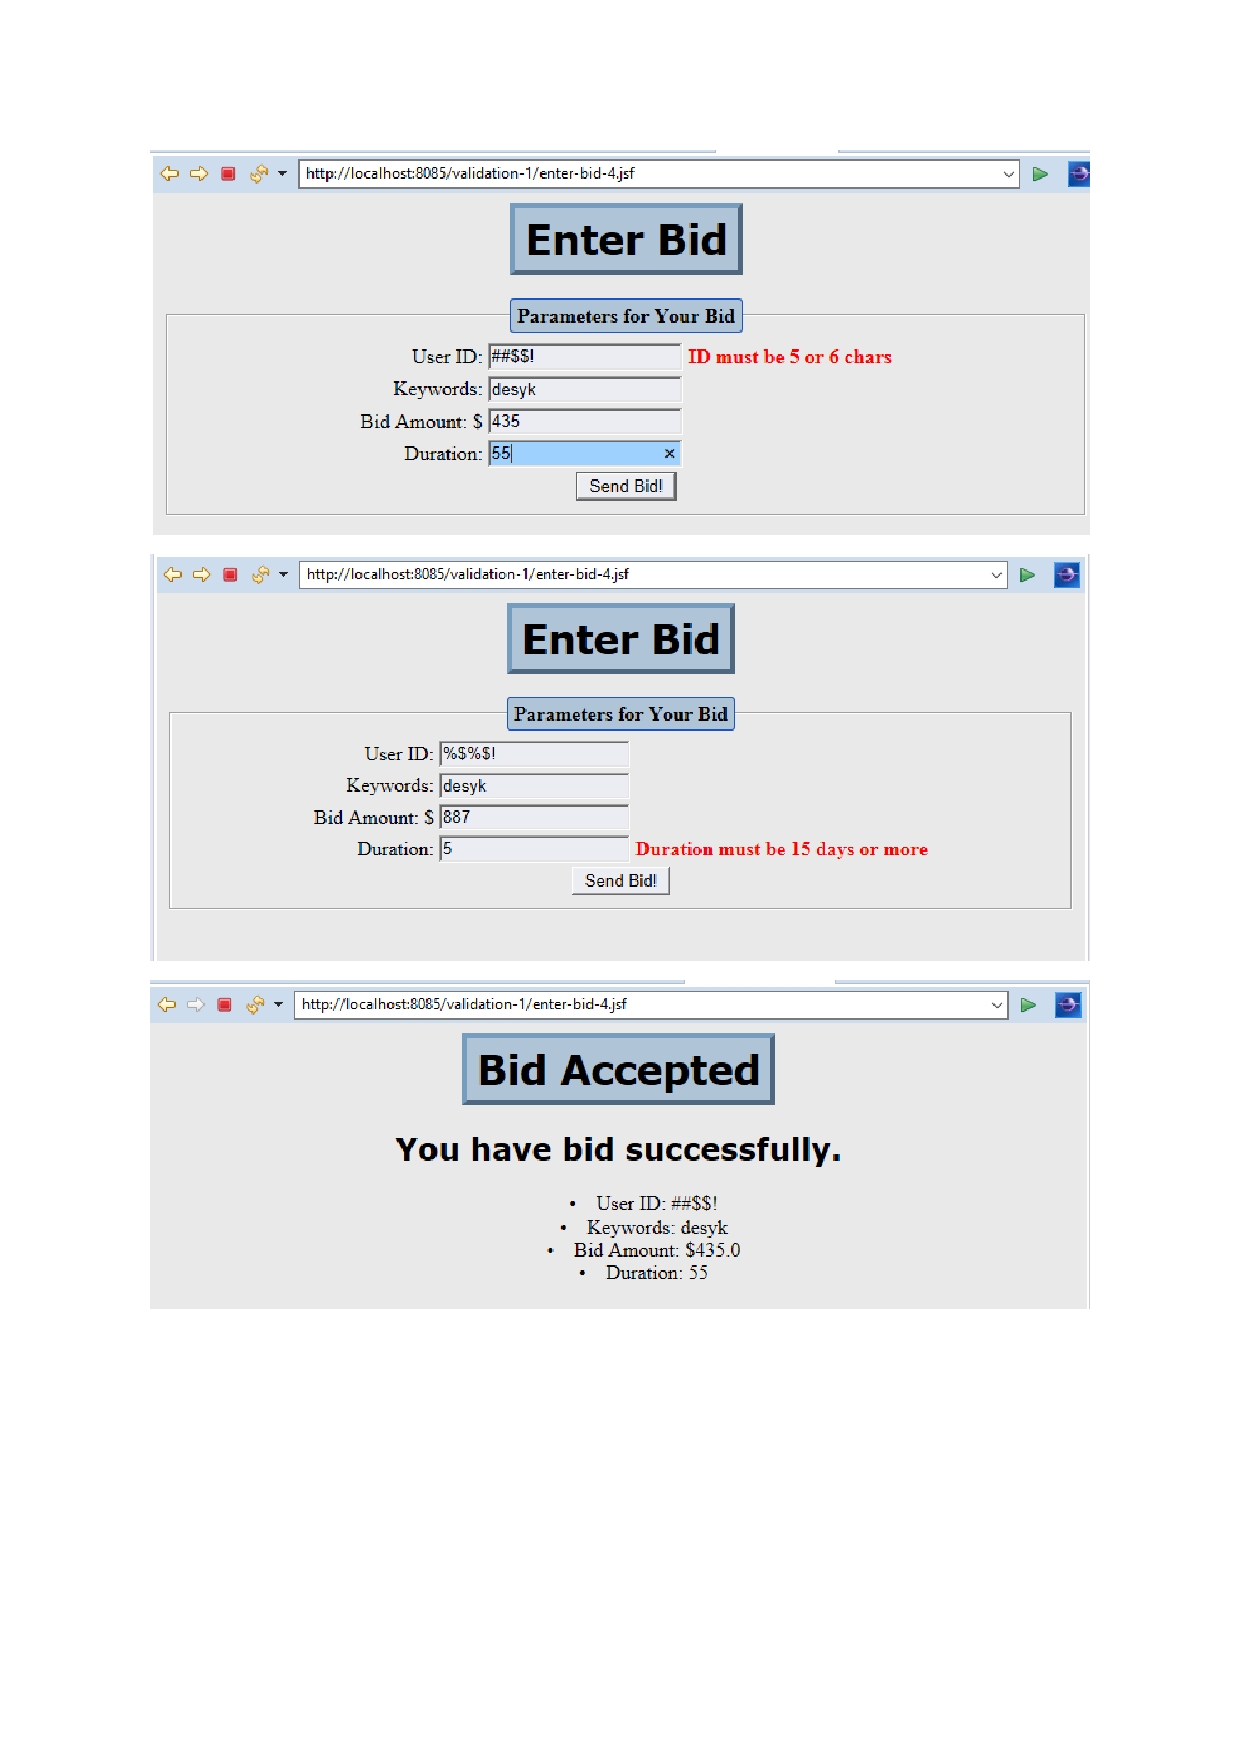 http://localhost:8085/validation-1/enter-bid-4.jsf
Enter Bid
Parameters for Your Bid
User ID: ##$$! ID must be 5 or 6 chars
Keywords: desyk
Bid Amount: $ 435
Duration: 55
Send Bid!
http://localhost:8085/validation-1/enter-bid-4.jsf
Enter Bid
Parameters for Your Bid
User ID: %$%$!
Keywords: desyk
Bid Amount: $ 887
Duration: 5 Duration must be 15 days or more
Send Bid!
http://localhost:8085/validation-1/enter-bid-4.jsf
Bid Accepted
You have bid successfully.
• User ID: ##$$!
• Keywords: desyk
• Bid Amount: $435.0
• Duration: 55